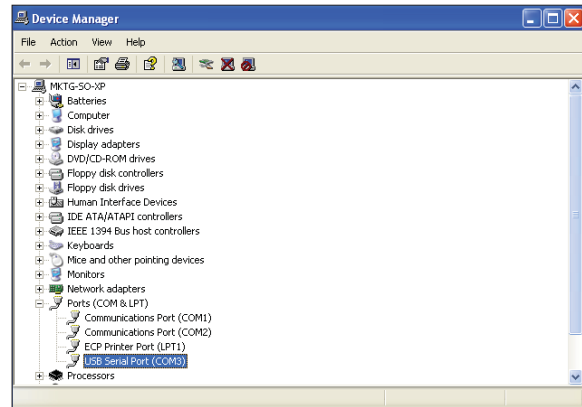 Device Manager
File Action View Help
MKTG-SO-XP
Batteries
Computer
Disk drives
Display adapters
DVD/CD-ROM drives
Floppy disk controllers
Floppy disk drives
Human Interface Devices
IDE ATA/ATAPI controllers
IEEE 1394 Bus host controllers
Keyboards
Mice and other pointing devices
Monitors
Network adapters
Ports (COM & LPT)
Communications Port (COM1)
Communications Port (COM2)
ECP Printer Port (LPT1)
USB Serial Port (COM3)
Processors